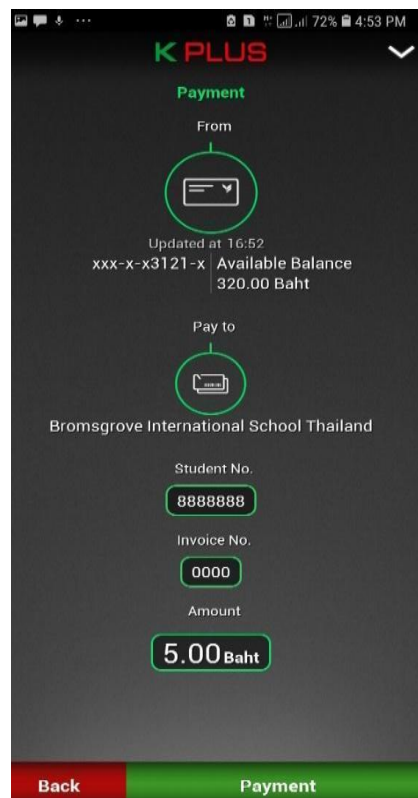 72% 4:53 PM
K PLUS
Payment
From
Updated at 16:52
xxx-x-x3121-x Available Balance
320.00 Baht
Pay to
Bromsgrove International School Thailand
Student No.
8888888
Invoice No.
0000
Amount
5.00 Baht
Back Payment